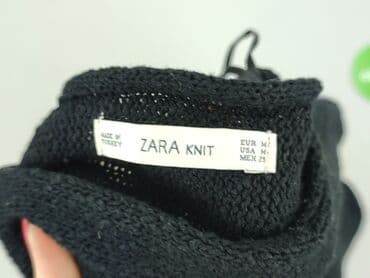 MADE IN
TURKEY
ZARA KNIT
EUR M
USA M
MEX